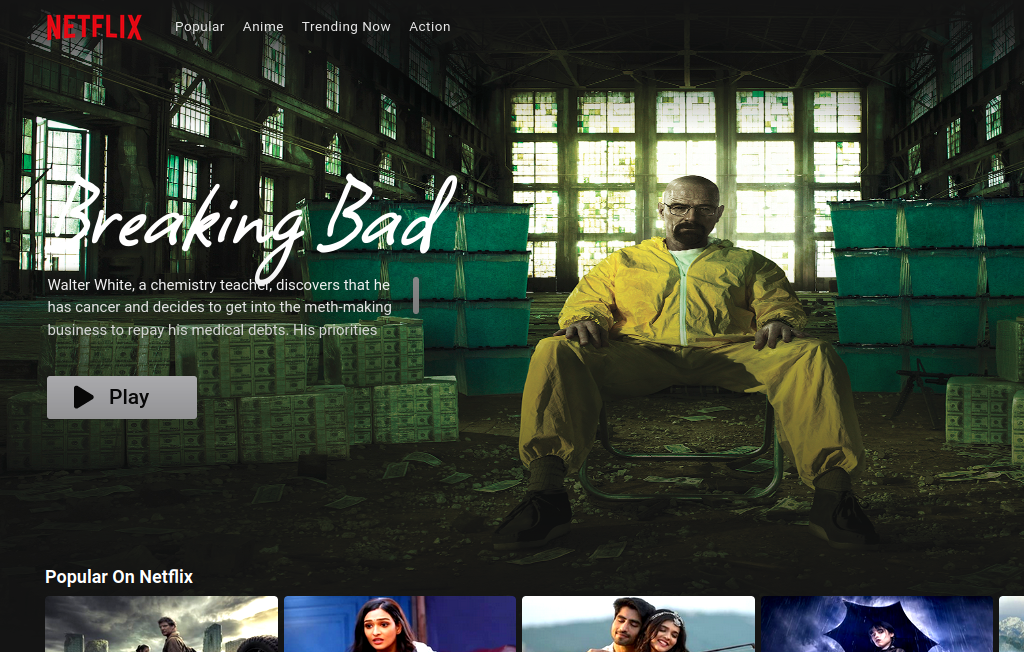 NETFLIX
Popular Anime Trending Now Action
Breaking Bad
Walter White, a chemistry teacher, discovers that he
has cancer and decides to get into the meth-making
business to repay his medical debts. His priorities
Play
Popular On Netflix